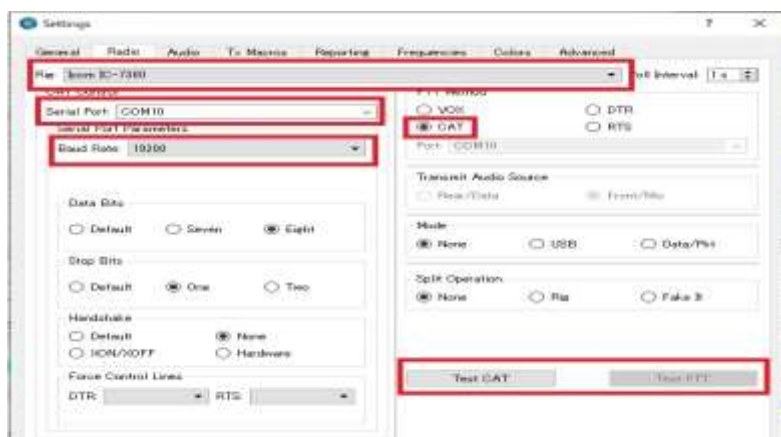 Settings
? ×
General Radio Audio Tx Macros Reporting Frequencies Colors Advanced
Rig: Icom IC-7300
Poll Interval: 1 s
CAT Control
Serial Port: COM10
Serial Port Parameters
Baud Rate: 19200
Data Bits
Default Seven Eight
Stop Bits
Default One Two
Handshake
Default None
XON/XOFF Hardware
Force Control Lines
DTR: RTS:
PTT Method
VOX DTR
CAT RTS
Port: COM10
Transmit Audio Source
Rear/Data Front/Mic
Mode
None USB Data/Pkt
Split Operation
None Rig Fake It
Test CAT Test PTT